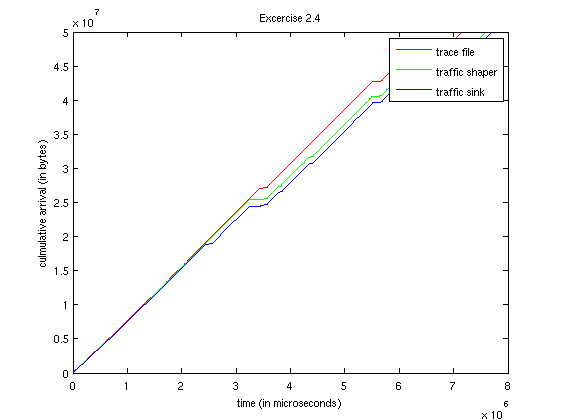 Excercise 2.4
x 10
7
5
4.5
4
3.5
3
2.5
2
1.5
1
0.5
0
culmulative arrival (in bytes)
trace file
traffic shaper
traffic sink
0
1
2
3
4
5
6
7
8
time (in microseconds)
6
x 10